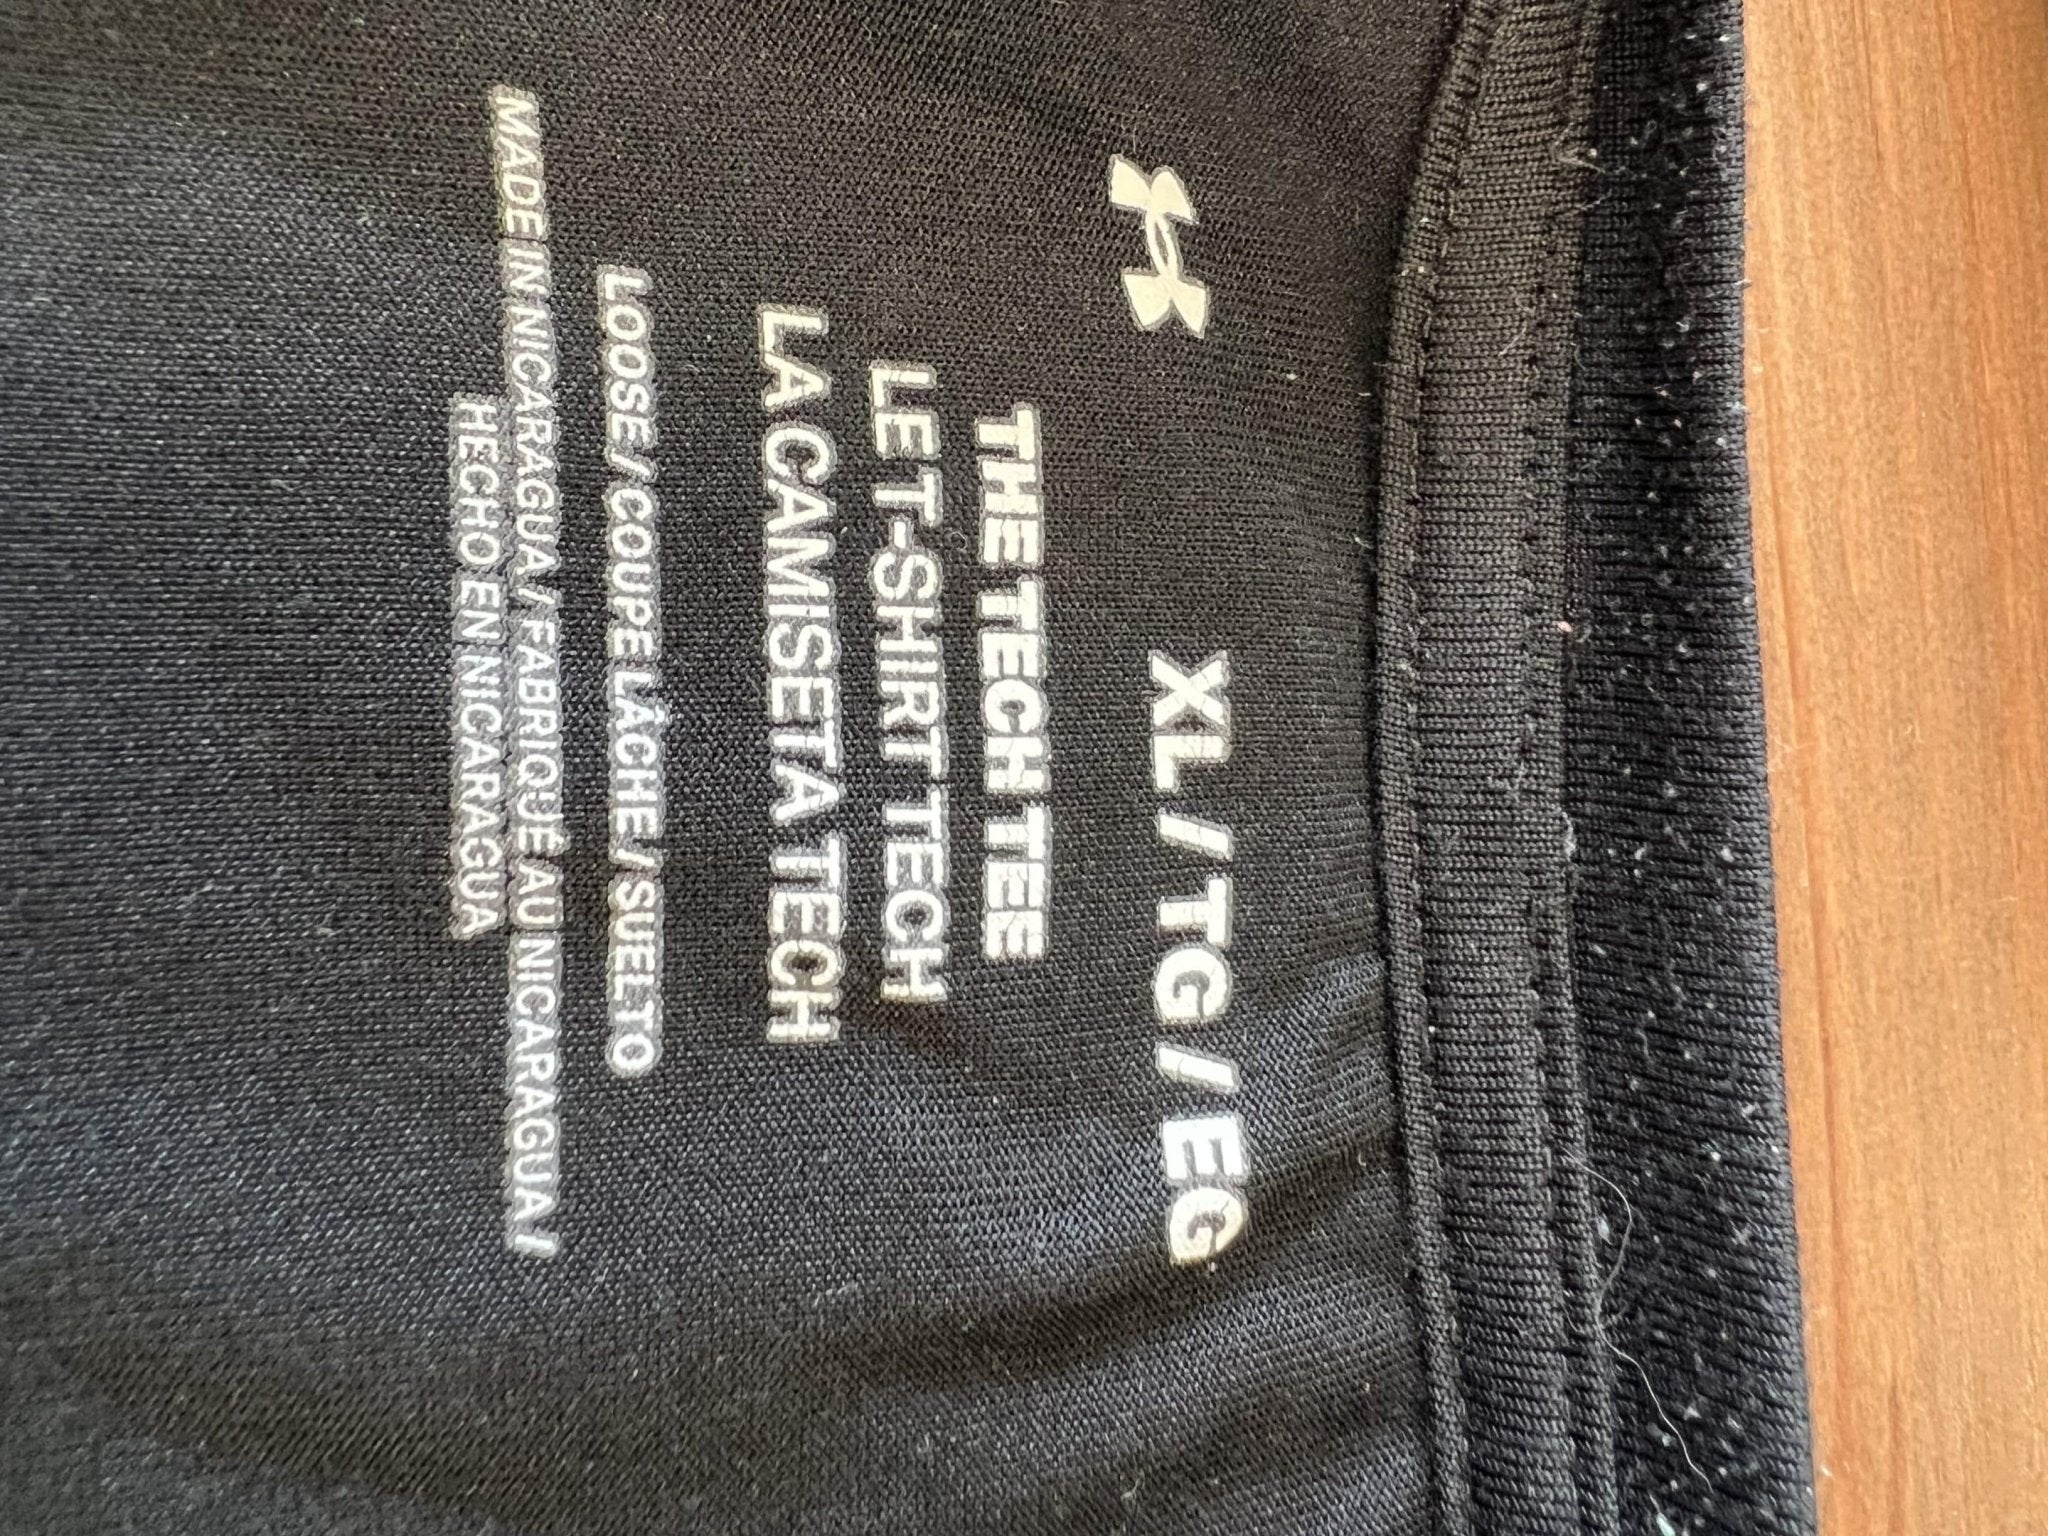 XL / TG / EG
THE TECH TEE
LE T-SHIRT TECH
LA CAMISETA TECH
LOOSE / COUPE LÂCHE / SUELTO
MADE IN NICARAGUA / FABRIQUÉ AU NICARAGUA /
HECHO EN NICARAGUA